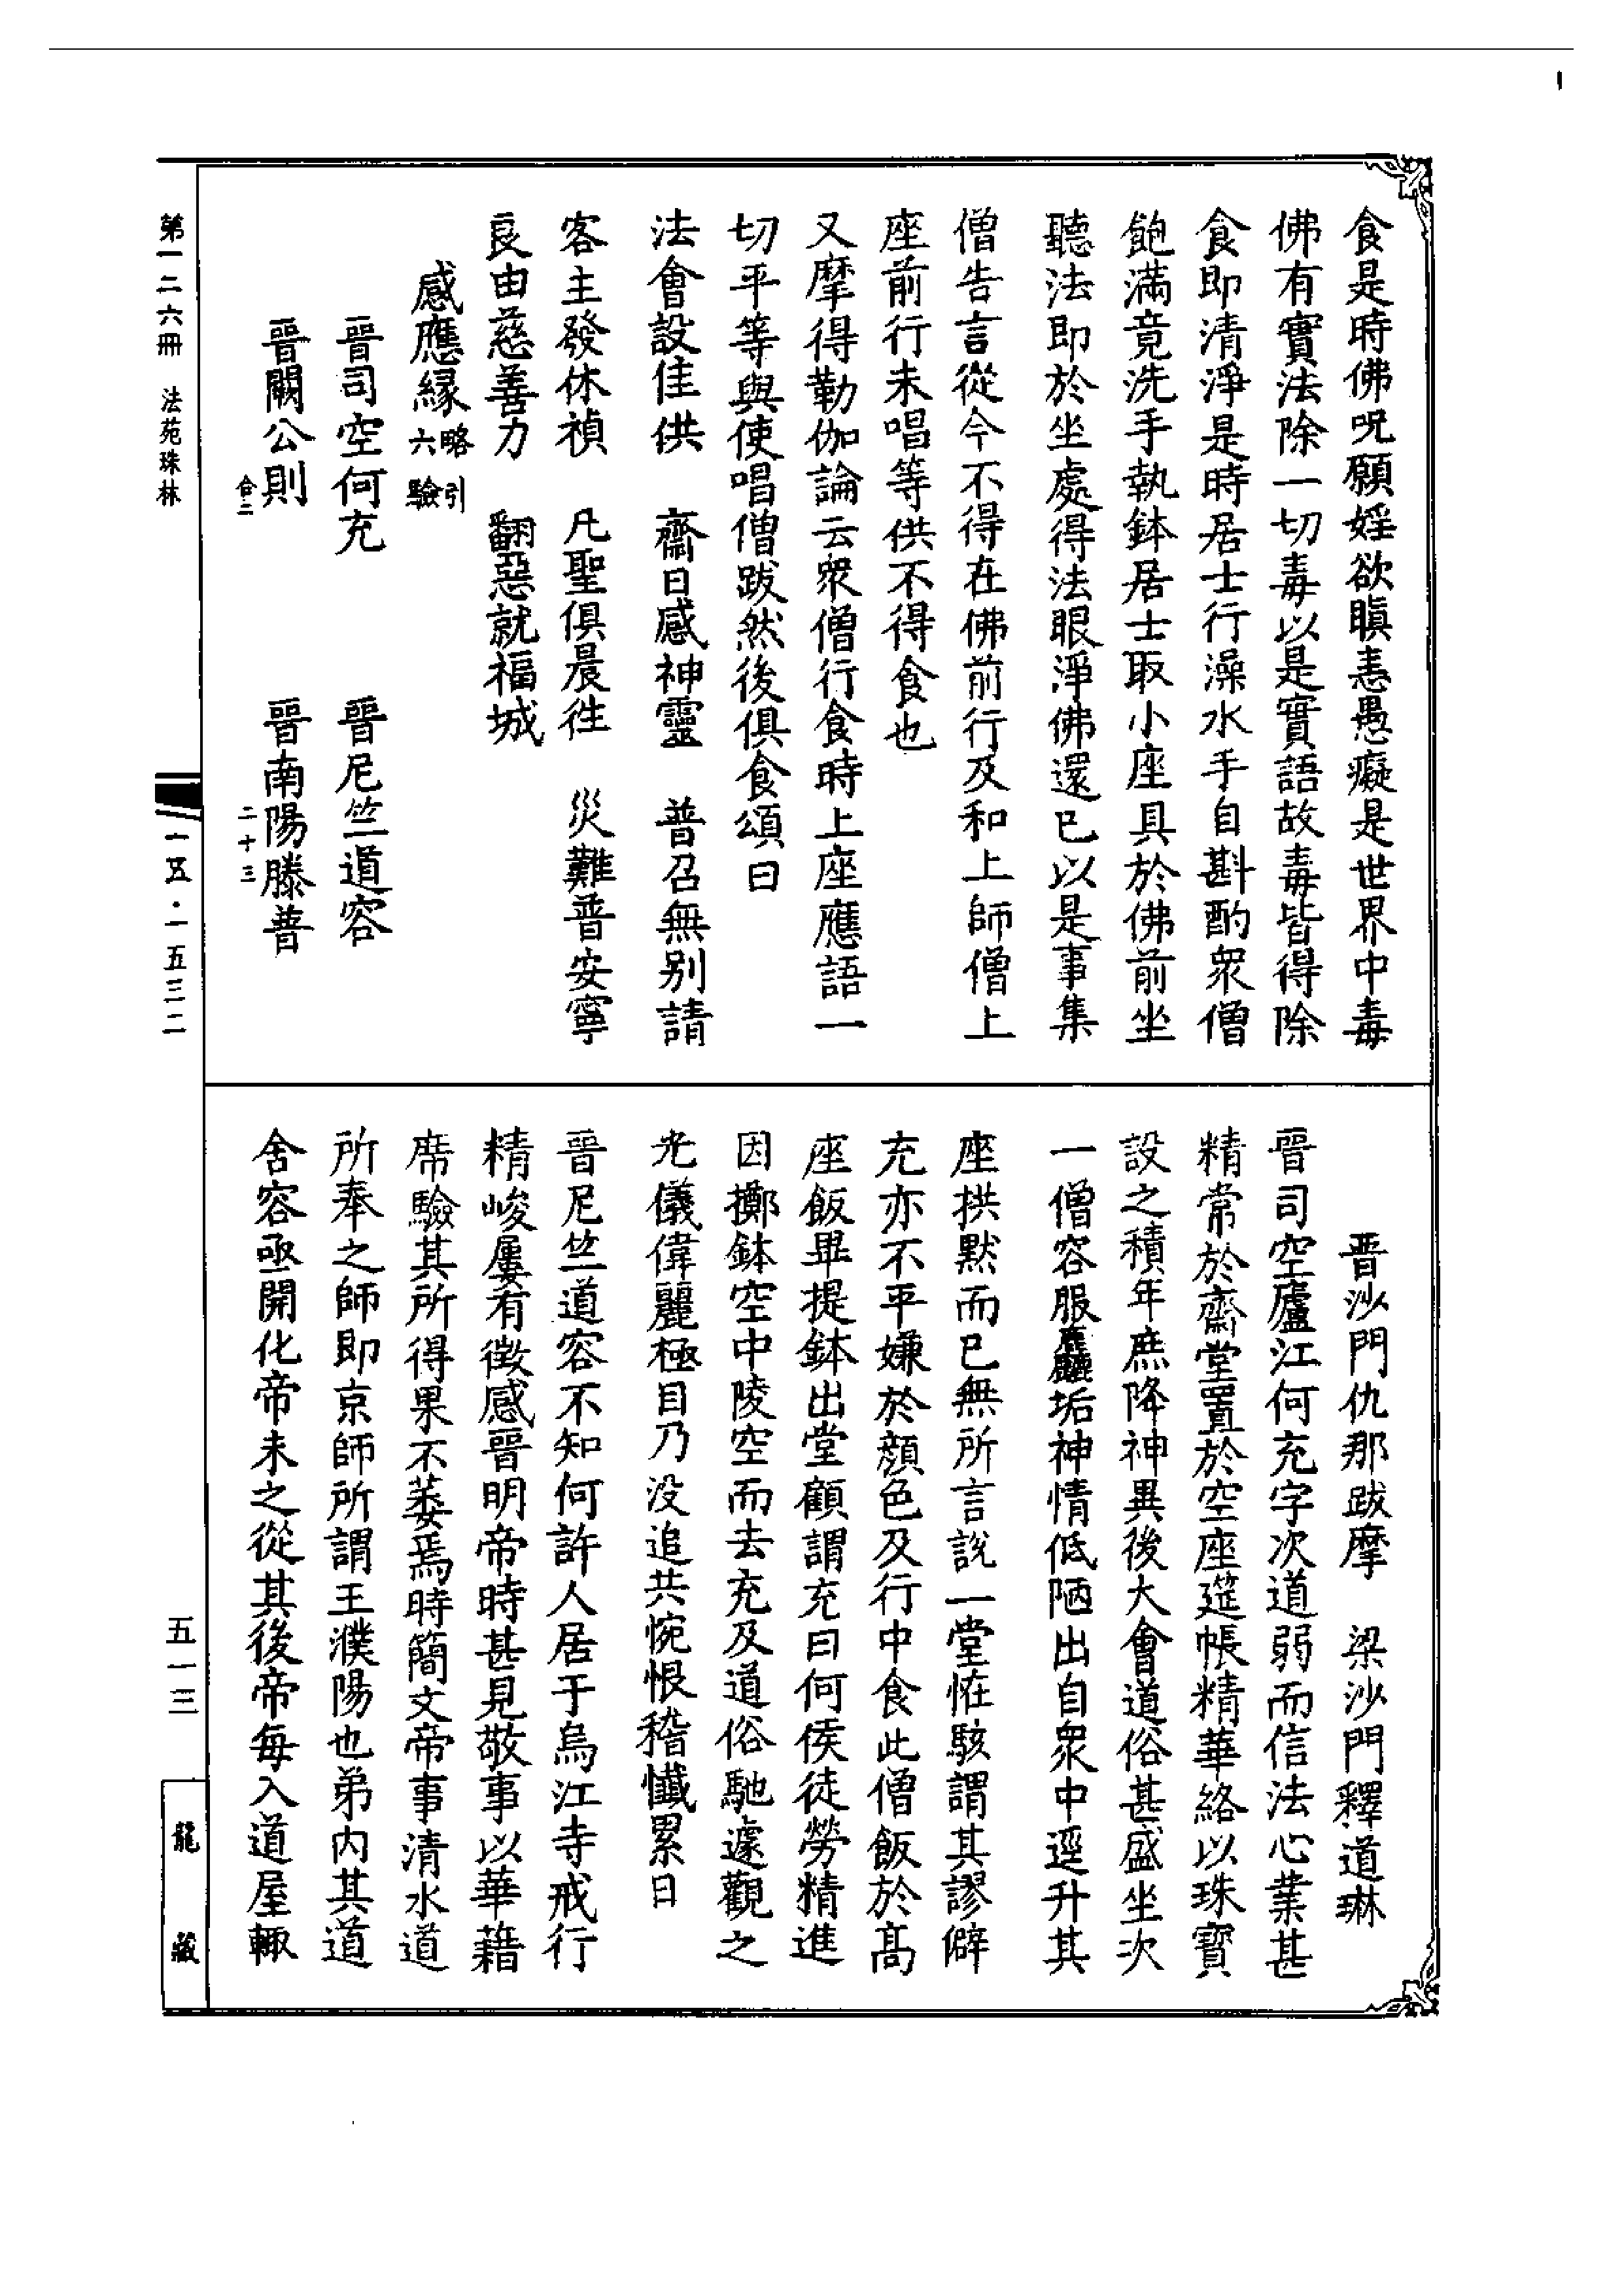 食是時佛呪願婬欲瞋恚愚癡是世界中毒
佛有實法除一切毒以是實語故毒皆得除
食即清淨是時居士行澡水手自斟酌衆僧
飽滿竟洗手執鉢居士取小座具於佛前坐
聽法即於坐處得法眼淨佛還已以是事集
僧告言從今不得在佛前行及和上師僧上
座前行未唱等供不得食也
又摩得勒伽論云衆僧行食時上座應語一
切平等與使唱僧跋然後俱食頌曰
法會設佳供　齋日感神靈　普召無別請
客主發休禎　凡聖俱晨徃　災難普安寧
良由慈善力　翻惡就福城
感應緣略引六驗
晉司空何充　晉尼竺道容
晉闕公則　晉南陽滕普
合二　二十三
晉沙門仇那跋摩　梁沙門釋道琳
晉司空廬江何充字次道弱而信法心業甚
精常於齋堂置於空座筵帳精華絡以珠寶
設之積年庶降神異後大會道俗甚盛坐次
一僧容服麤垢神情低陋出自衆中逕升其
座拱默而已無所言說一堂恠駭謂其謬僻
充亦不平嫌於顏色及行中食此僧飯於髙
座飯畢提鉢出堂顧謂充曰何侯徒勞精進
因擲鉢空中陵空而去充及道俗馳遽觀之
光儀偉麗極目乃没追共惋恨稽懺累日
晉尼竺道容不知何許人居于烏江寺戒行
精峻屢有徵感晉明帝時甚見敬事以華藉
席驗其所得果不萎焉時簡文帝事清水道
所奉之師即京師所謂王濮陽也弟内其道
舍容亟開化帝未之從其後帝每入道屋輙
第一二六冊　法苑珠林
一五·一五三二
五一三
龍藏